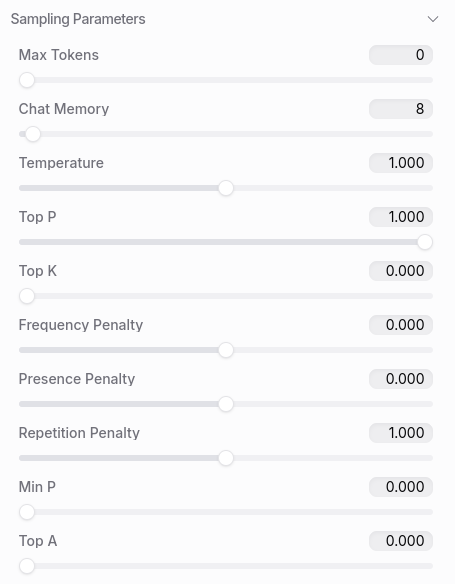 Sampling Parameters
Max Tokens 0
Chat Memory 8
Temperature 1.000
Top P 1.000
Top K 0.000
Frequency Penalty 0.000
Presence Penalty 0.000
Repetition Penalty 1.000
Min P 0.000
Top A 0.000